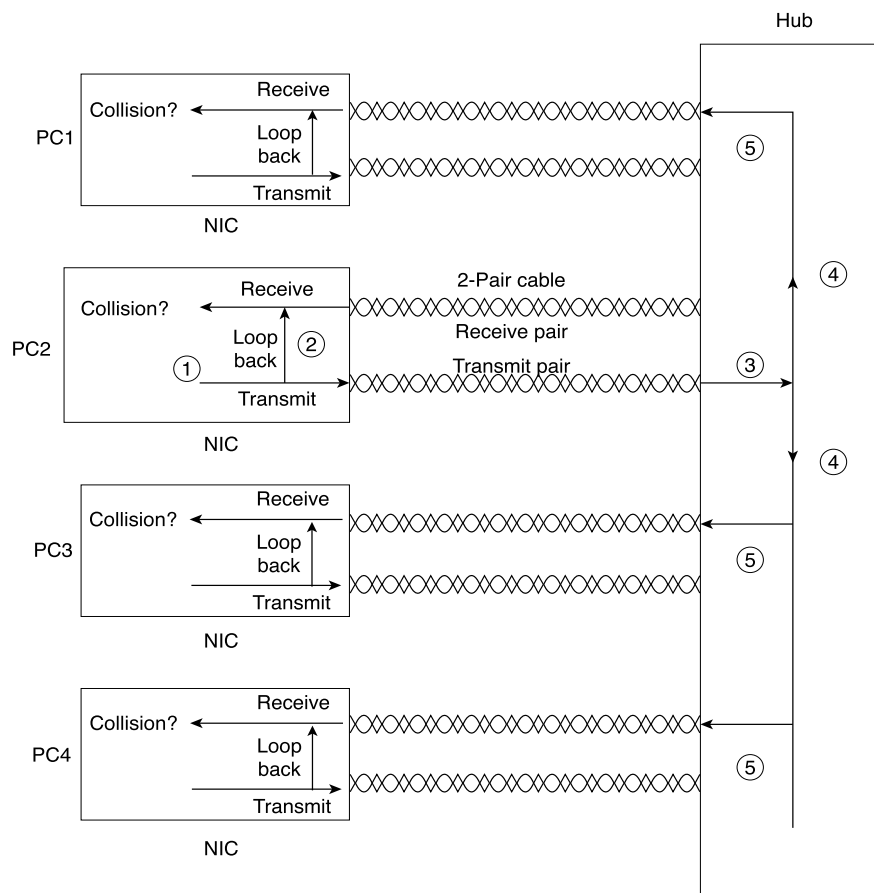 Hub
Receive
Collision?
Loop
back
PC1
⑤
Transmit
NIC
④
2-Pair cable
Receive
Collision?
Receive pair
Loop
back
②
PC2
①
Transmit pair
③
Transmit
NIC
④
Receive
Collision?
Loop
back
PC3
⑤
Transmit
NIC
Receive
Collision?
Loop
back
PC4
⑤
Transmit
NIC